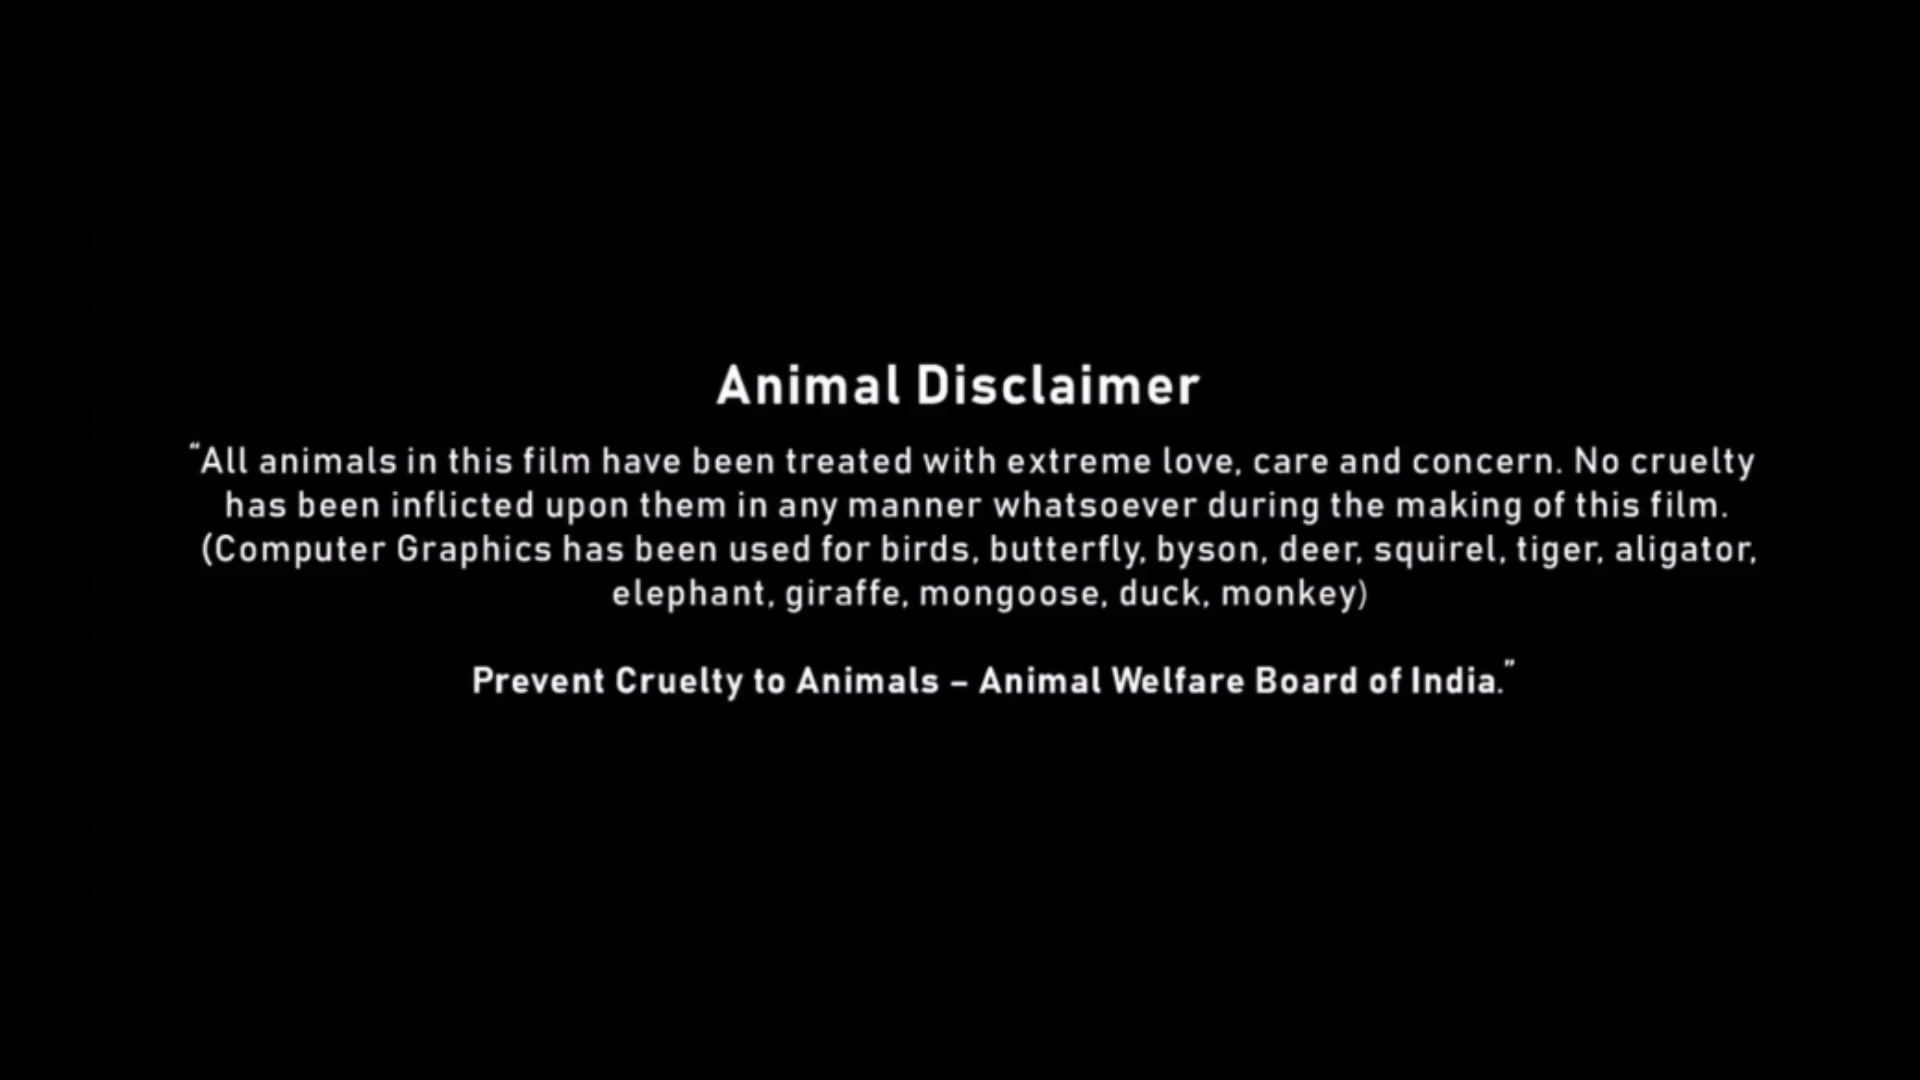 Animal Disclaimer
“All animals in this film have been treated with extreme love, care and concern. No cruelty
has been inflicted upon them in any manner whatsoever during the making of this film.
(Computer Graphics has been used for birds, butterfly, byson, deer, squirel, tiger, aligator,
elephant, giraffe, mongoose, duck, monkey)
Prevent Cruelty to Animals – Animal Welfare Board of India.”